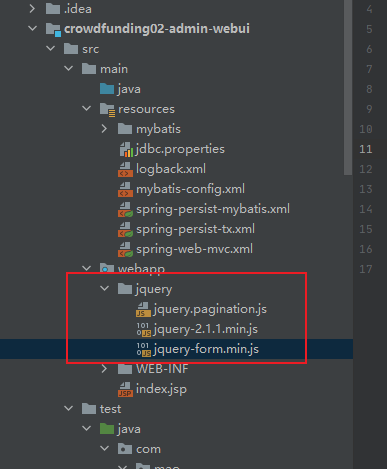 .idea
crowdfunding02-admin-webui
src
main
java
resources
mybatis
jdbc.properties
logback.xml
mybatis-config.xml
spring-persist-mybatis.xml
spring-persist-tx.xml
spring-web-mvc.xml
webapp
jquery
jquery.pagination.js
jquery-2.1.1.min.js
jquery-form.min.js
WEB-INF
index.jsp
test
java
com
4
5
6
7
8
9
10
11
12
13
14
15
16
17